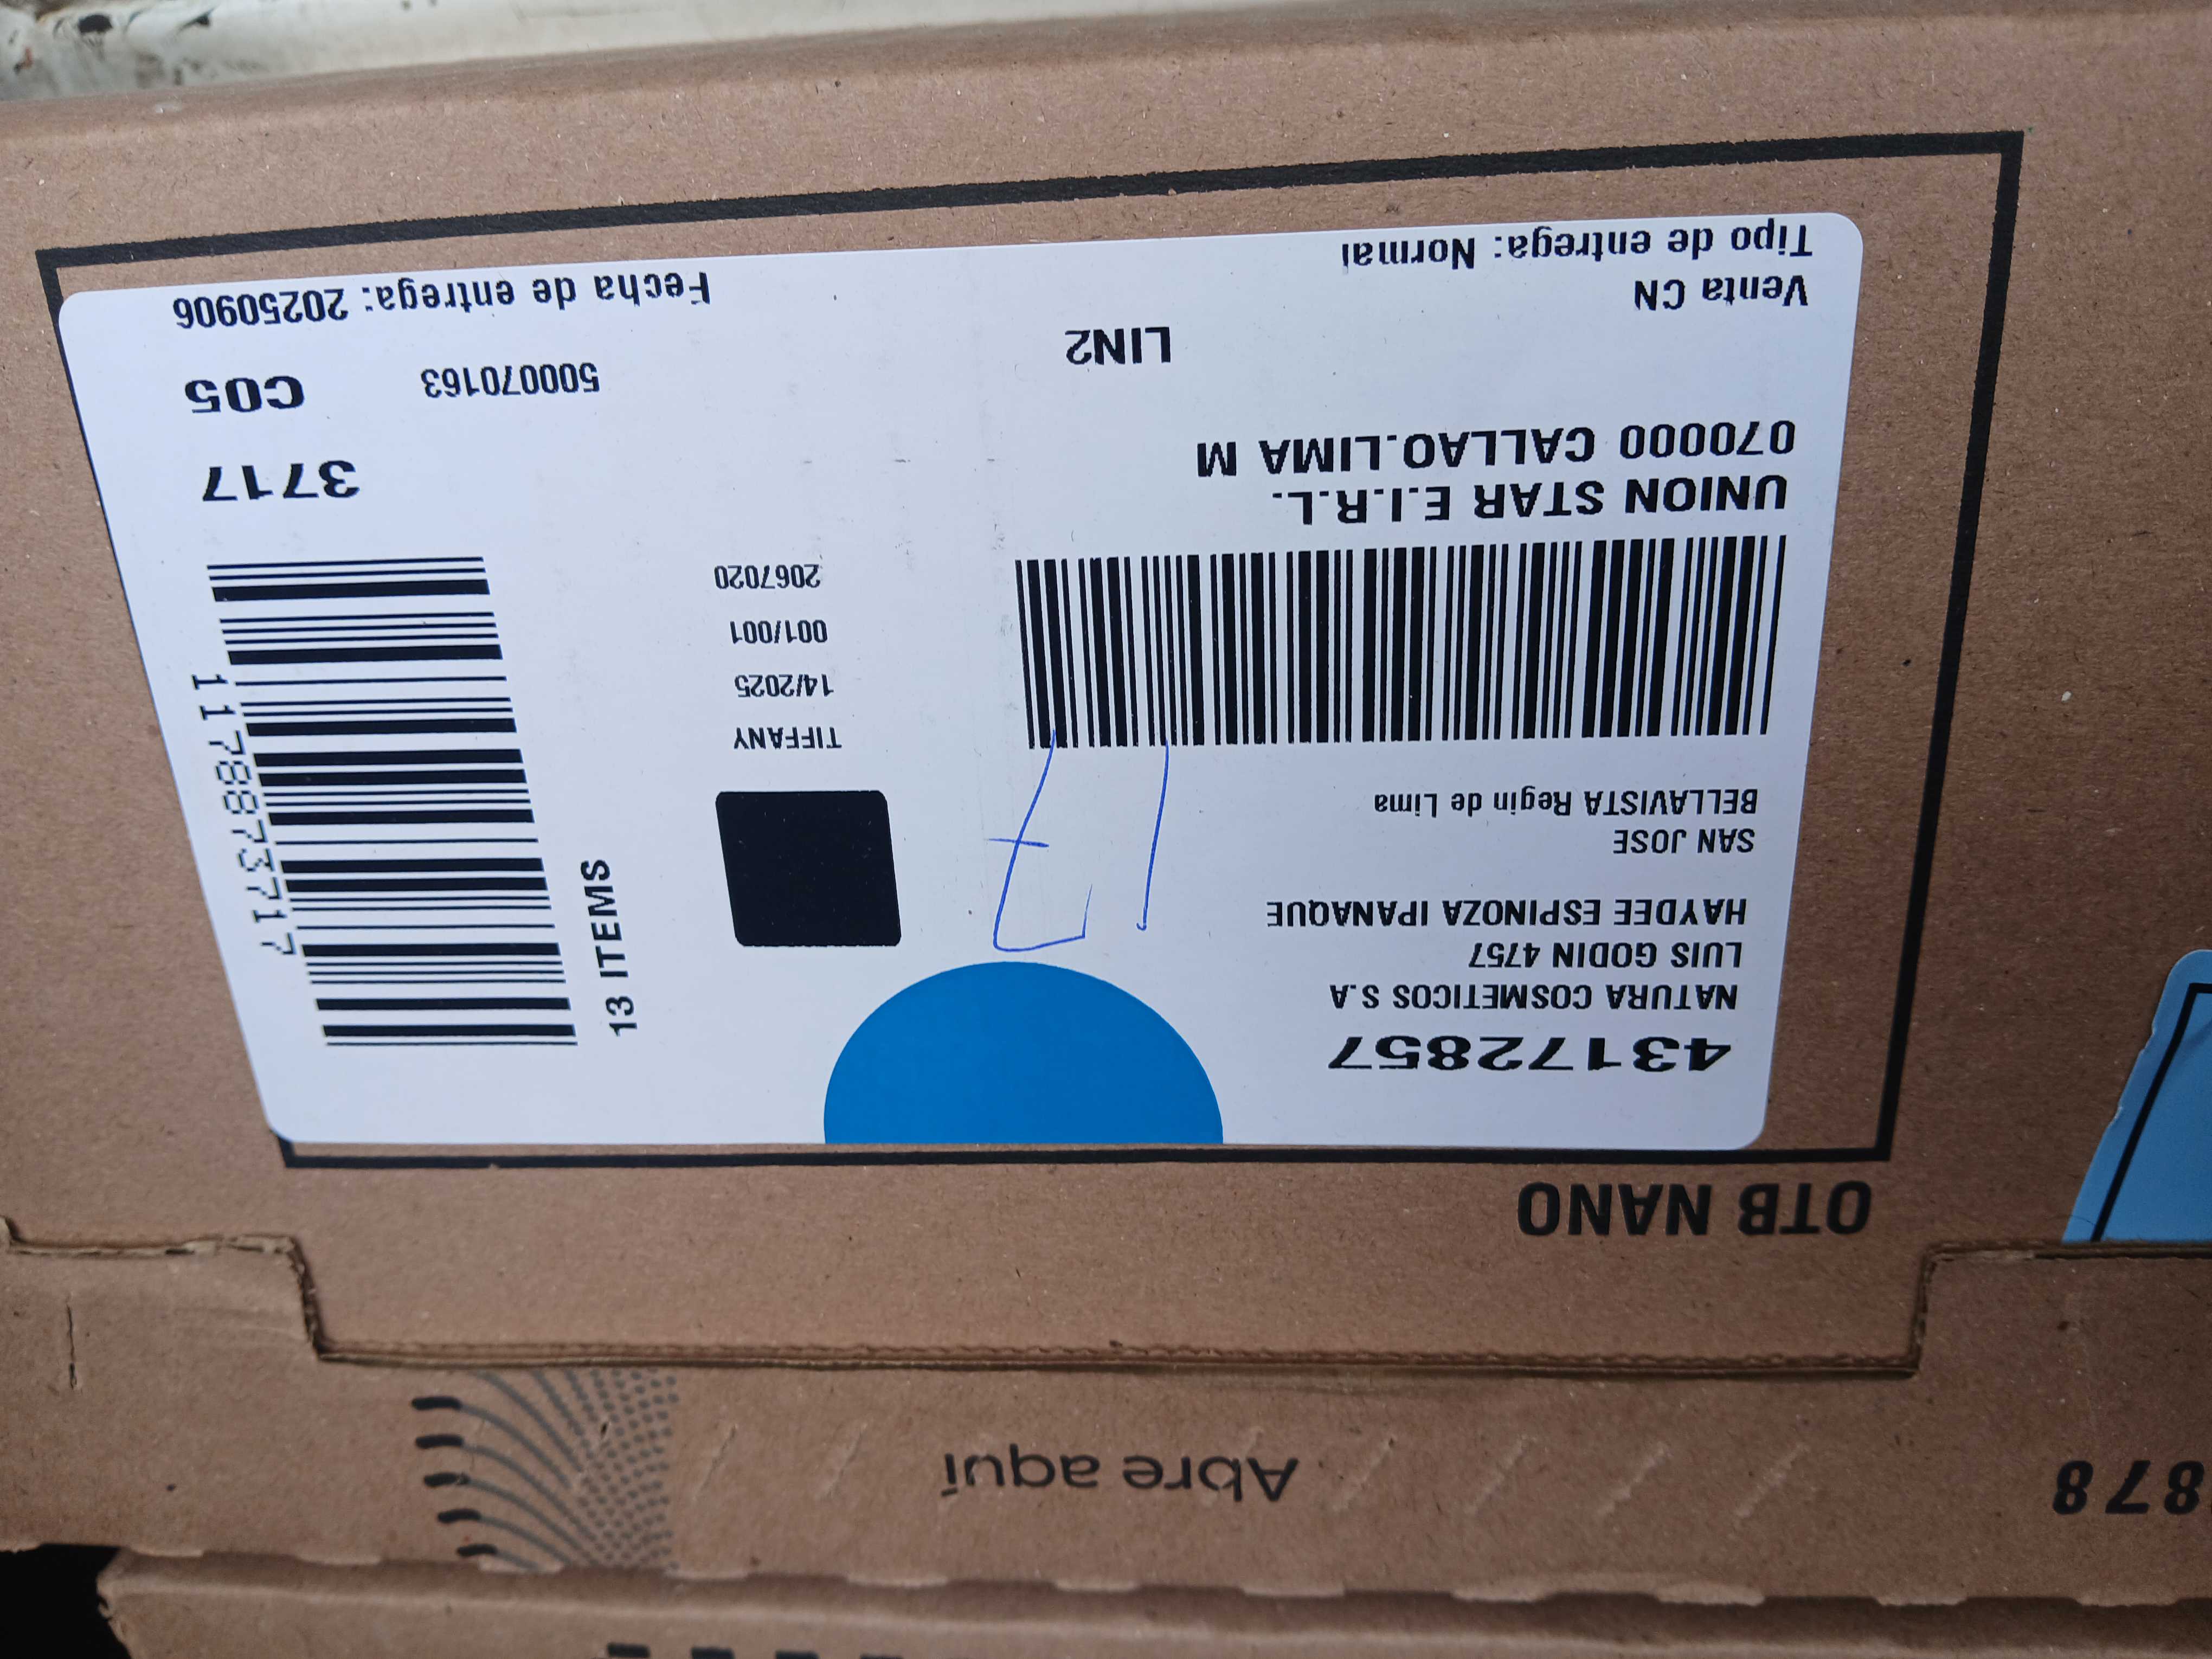 OTB NANO
43172857
NATURA COSMETICOS S.A
LUIS GODIN 4757
HAYDEE ESPINOZA IPANAQUE
SAN JOSE
BELLAVISTA Regin de Lima
UNION STAR E.I.R.L.
070000 CALLAO.LIMA M
LIN2
Venta CN
Tipo de entrega: Normal
17
TIFFANY
14/2025
001/001
2067020
13 ITEMS
1178873717
3717
500070163
C05
Fecha de entrega: 20250906
878
Abre aquí